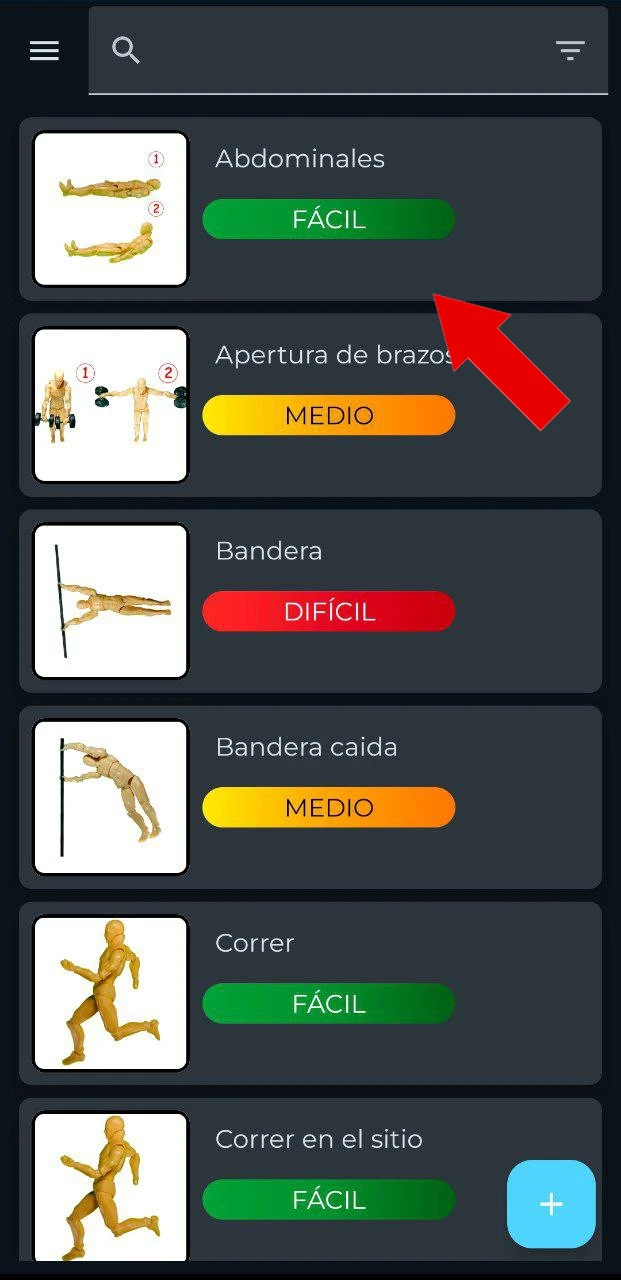 Abdominales
1
FÁCIL
2
Apertura de brazos
1 2
MEDIO
Bandera
DIFÍCIL
Bandera caida
MEDIO
Correr
FÁCIL
Correr en el sitio
FÁCIL
+